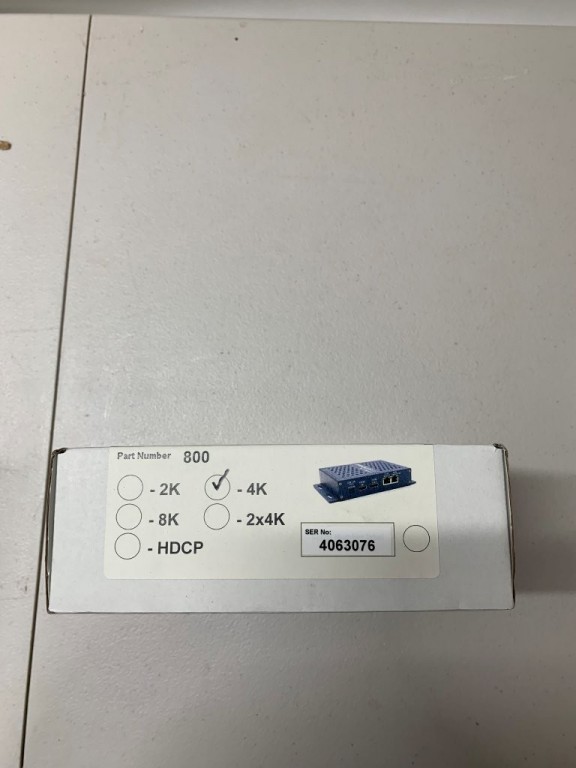 Part Number 800
- 2K - 4K
- 8K - 2x4K
- HDCP
SER No:
4063076